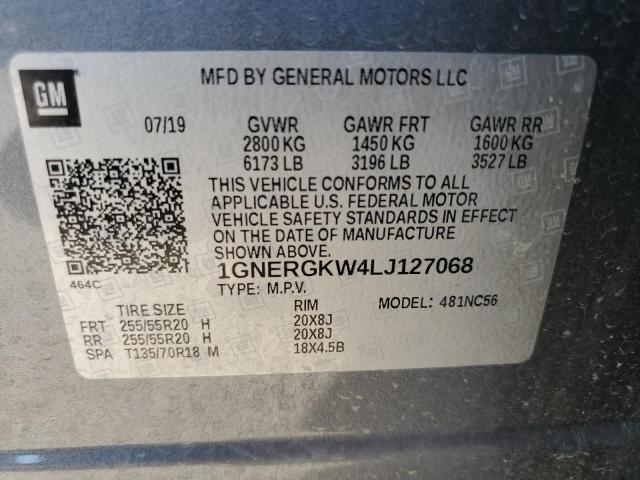 GM
MFD BY GENERAL MOTORS LLC
07/19 GVWR GAWR FRT GAWR RR
2800 KG 1450 KG 1600 KG
6173 LB 3196 LB 3527 LB
THIS VEHICLE CONFORMS TO ALL
APPLICABLE U.S. FEDERAL MOTOR
VEHICLE SAFETY STANDARDS IN EFFECT
ON THE DATE OF MANUFACTURE
SHOWN ABOVE.
464C
1GNERGKW4LJ127068
TYPE: M.P.V. MODEL: 481NC56
TIRE SIZE RIM
FRT 255/55R20 H 20X8J
RR 255/55R20 H 20X8J
SPA T135/70R18 M 18X4.5B